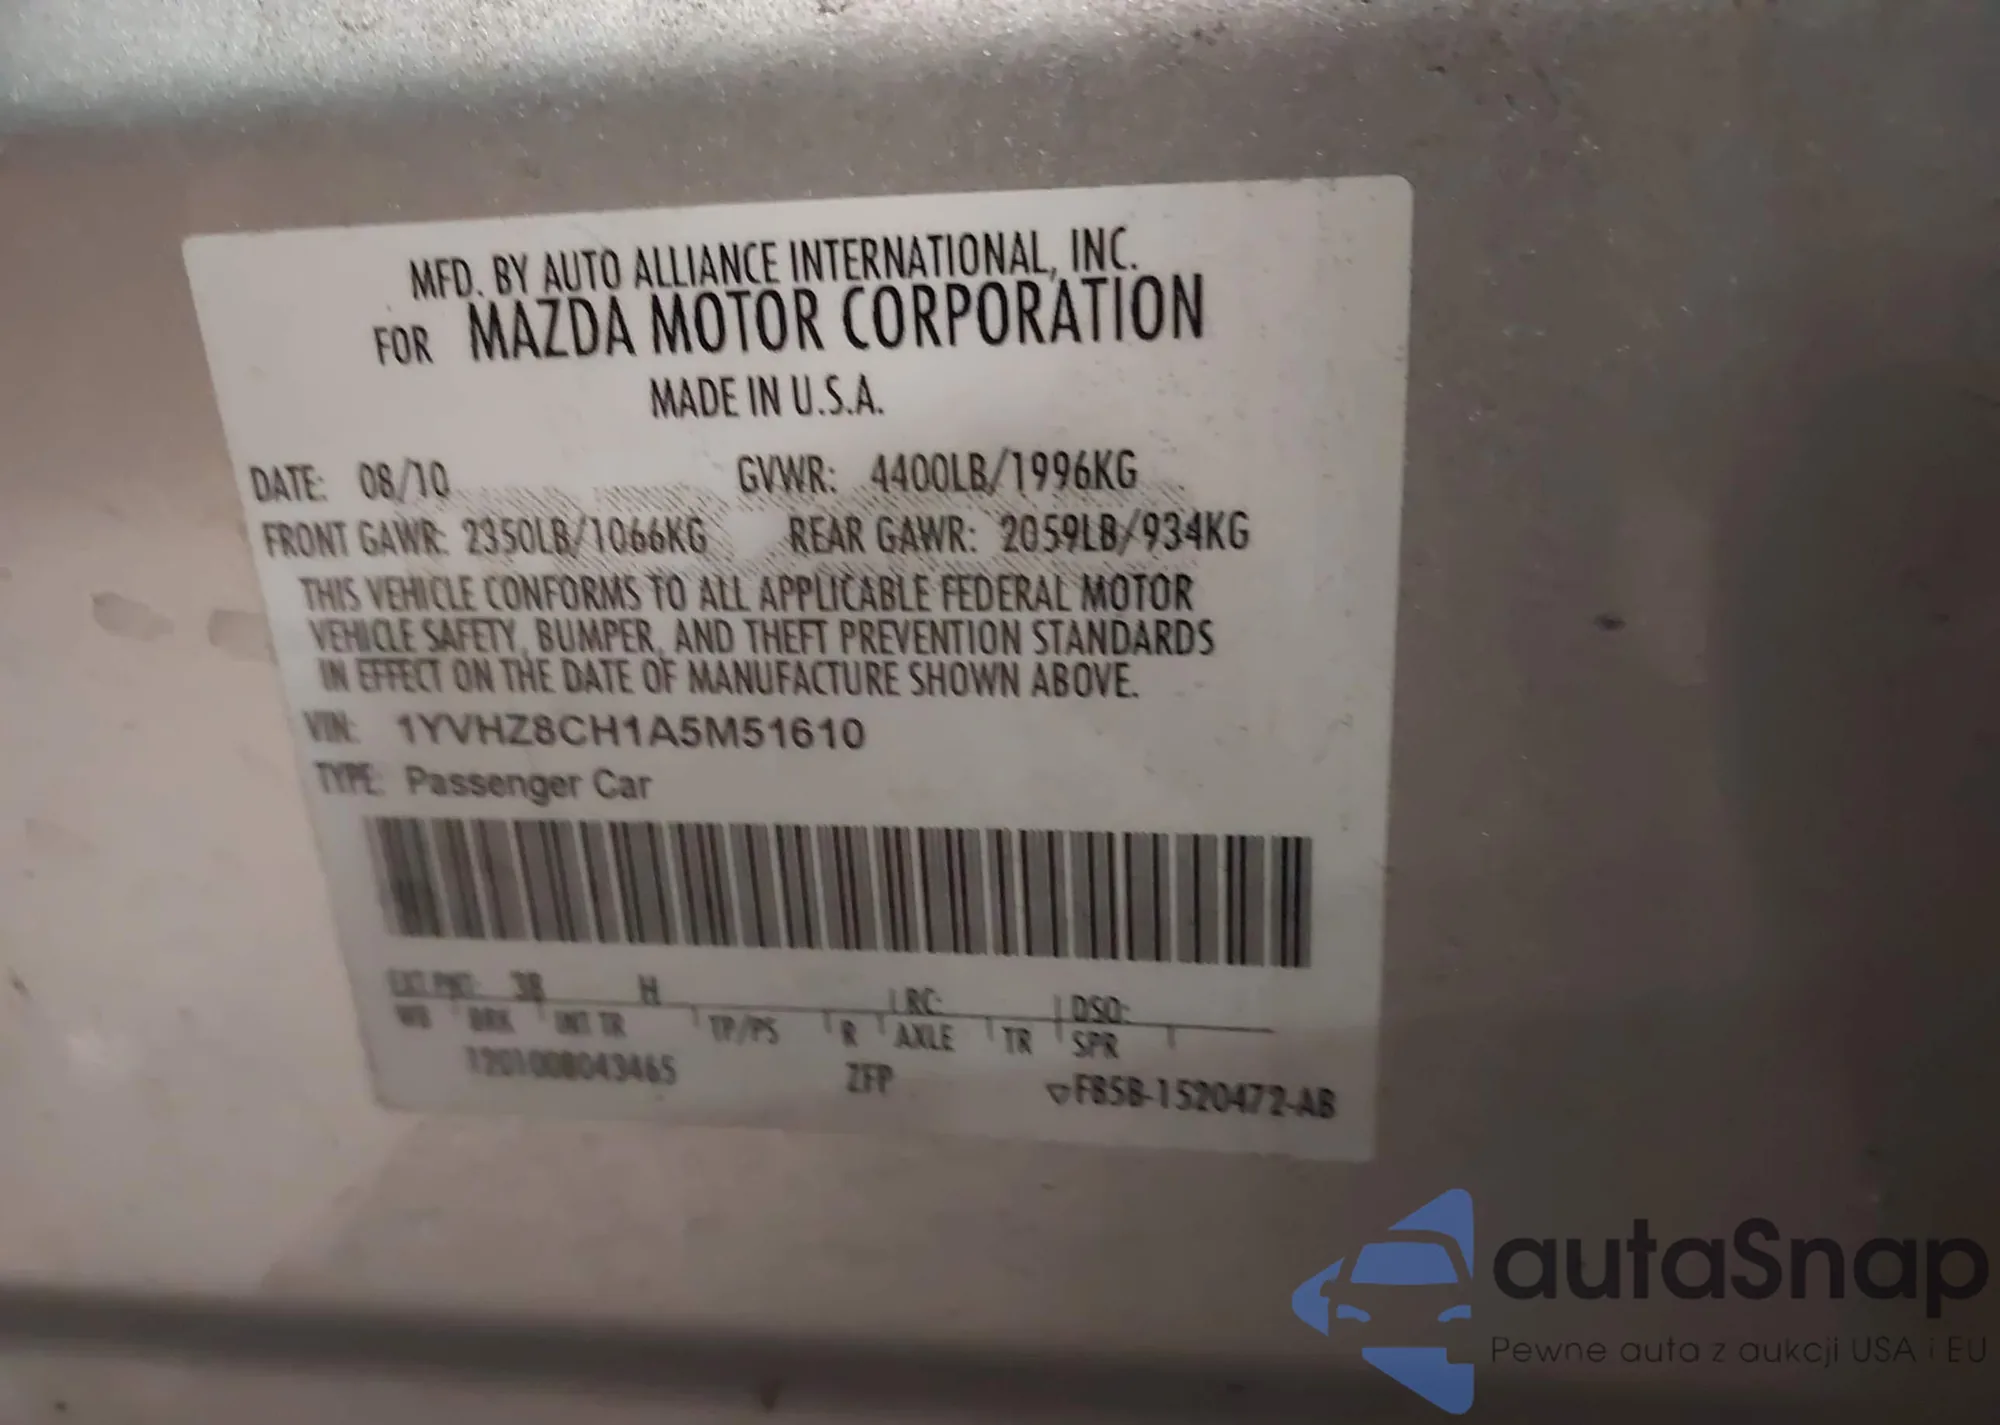 MFD. BY AUTO ALLIANCE INTERNATIONAL, INC.
FOR MAZDA MOTOR CORPORATION
MADE IN U.S.A.
DATE: 08/10 GVWR: 4400LB/1996KG
FRONT GAWR: 2350LB/1066KG REAR GAWR: 2059LB/934KG
THIS VEHICLE CONFORMS TO ALL APPLICABLE FEDERAL MOTOR
VEHICLE SAFETY, BUMPER, AND THEFT PREVENTION STANDARDS
IN EFFECT ON THE DATE OF MANUFACTURE SHOWN ABOVE.
VIN: 1YVHZ8CH1A5M51610
TYPE: Passenger Car
EXT PNT: 38 H RC: DSO:
WB BRK INT TR TP/PS R AXLE TR SPR
1201008043465 ZFP ▽F85B-1520472-AB
autaSnap
Pewne auta z aukcji USA i EU